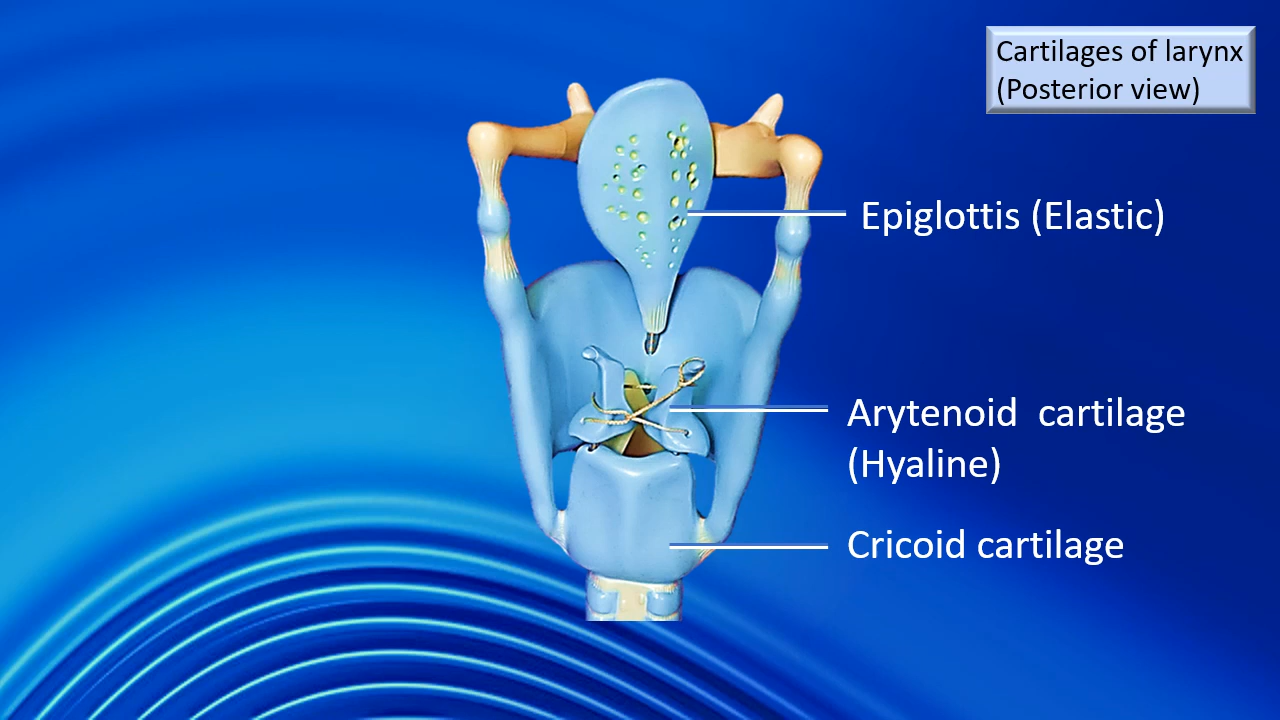 Cartilages of larynx
(Posterior view)
Epiglottis (Elastic)
Arytenoid  cartilage
(Hyaline)
Cricoid cartilage